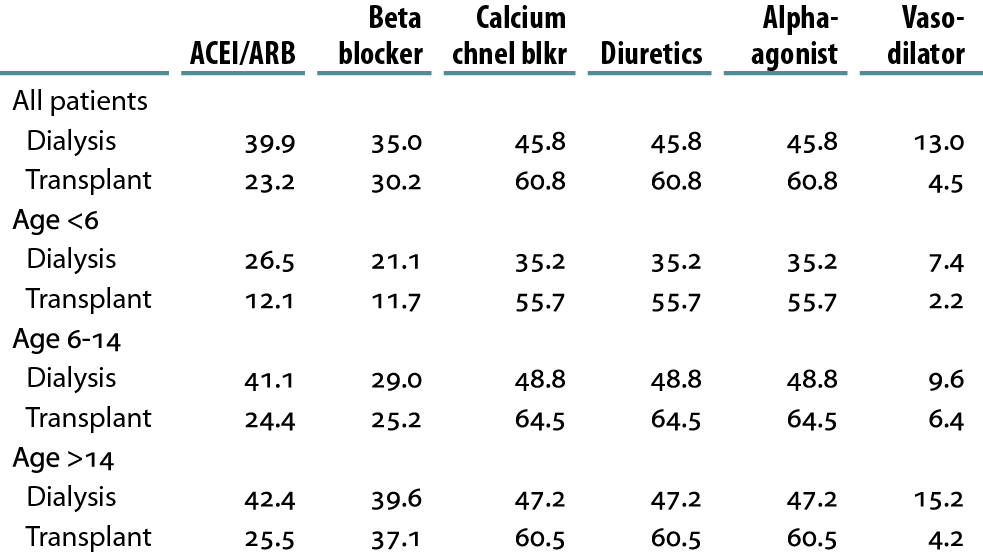 Beta Calcium Alpha- Vaso-
ACEI/ARB blocker chnel blkr Diuretics agonist dilator
All patients
Dialysis 39.9 35.0 45.8 45.8 45.8 13.0
Transplant 23.2 30.2 60.8 60.8 60.8 4.5
Age <6
Dialysis 26.5 21.1 35.2 35.2 35.2 7.4
Transplant 12.1 11.7 55.7 55.7 55.7 2.2
Age 6-14
Dialysis 41.1 29.0 48.8 48.8 48.8 9.6
Transplant 24.4 25.2 64.5 64.5 64.5 6.4
Age >14
Dialysis 42.4 39.6 47.2 47.2 47.2 15.2
Transplant 25.5 37.1 60.5 60.5 60.5 4.2